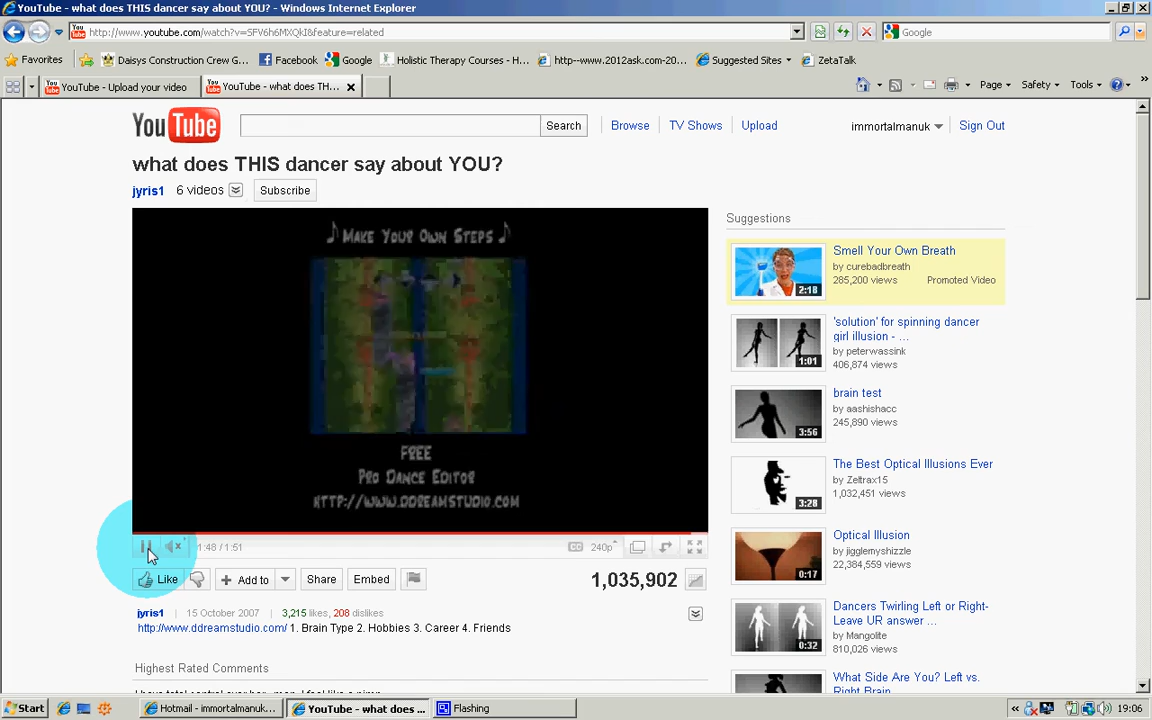 YouTube - what does THIS dancer say about YOU? - Windows Internet Explorer
http://www.youtube.com/watch?v=SFV6h6MXQkI&feature=related
Google
Favorites
Daisys Construction Crew G...
Facebook
Google
Holistic Therapy Courses - H...
http--www.2012ask.com-20...
Suggested Sites
ZetaTalk
YouTube - Upload your video
YouTube - what does TH...
Page
Safety
Tools
YouTube
Search
Browse
TV Shows
Upload
immortalmanuk
Sign Out
what does THIS dancer say about YOU?
jyris1 6 videos Subscribe
♪MAKE YOUR OWN STEPS♪
FREE
PRO DANCE EDITOR
HTTP://WWW.DDREAMSTUDIO.COM
1:48 / 1:51
CC 240p
Like
Add to
Share
Embed
1,035,902
jyris1 | 15 October 2007 | 3,215 likes, 208 dislikes
http://www.ddreamstudio.com/ 1. Brain Type 2. Hobbies 3. Career 4. Friends
Highest Rated Comments
Suggestions
Smell Your Own Breath
by curebadbreath
285,200 views Promoted Video
2:18
'solution' for spinning dancer
girl illusion - ...
by peterwassink
406,874 views
1:01
brain test
by aashishacc
245,890 views
3:56
The Best Optical Illusions Ever
by Zeltrax15
1,032,451 views
3:28
Optical Illusion
by jigglemyshizzle
22,384,559 views
0:17
Dancers Twirling Left or Right-
Leave UR answer ...
by Mangolite
810,026 views
0:32
What Side Are You? Left vs.
Right Brain
Start
Hotmail - immortalmanuk...
YouTube - what does ...
Flashing
19:06